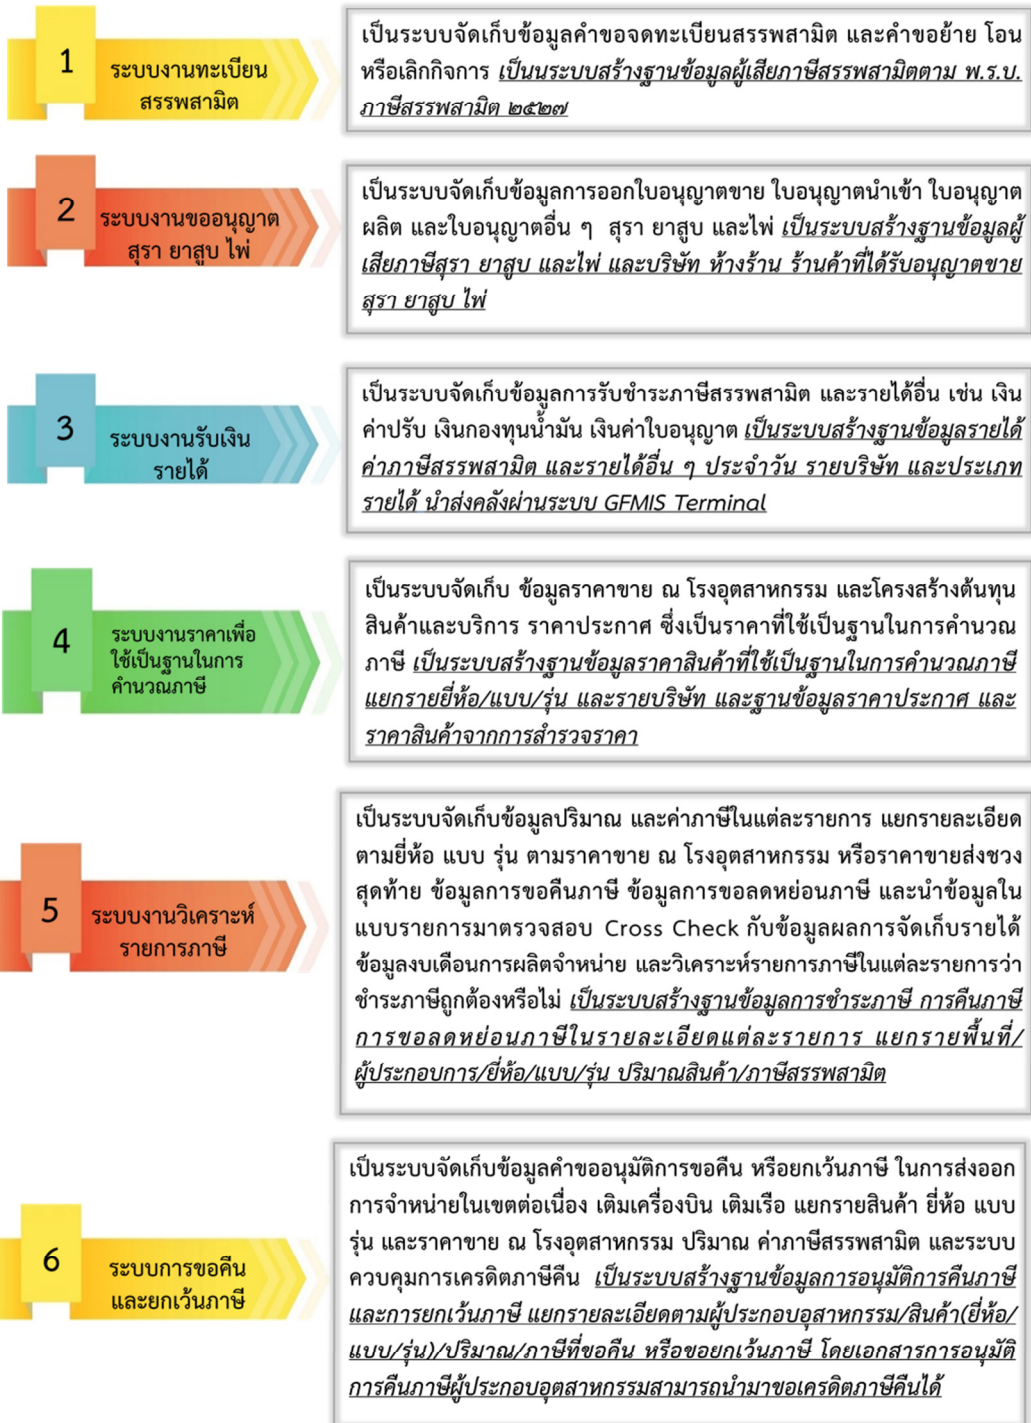 1
ระบบงานทะเบียน
สรรพสามิต
เป็นระบบจัดเก็บข้อมูลคำขอจดทะเบียนสรรพสามิต และคำขอย้าย โอน
หรือเลิกกิจการ เป็นนระบบสร้างฐานข้อมูลผู้เสียภาษีสรรพสามิตตาม พ.ร.บ.
ภาษีสรรพสามิต ๒๕๒๗
2
ระบบงานขออนุญาต
สุรา ยาสูบ ไพ่
เป็นระบบจัดเก็บข้อมูลการออกใบอนุญาตขาย ใบอนุญาตนำเข้า ใบอนุญาต
ผลิต และใบอนุญาตอื่น ๆ สุรา ยาสูบ และไพ่ เป็นระบบสร้างฐานข้อมูลผู้
เสียภาษีสุรา ยาสูบ และไพ่ และบริษัท ห้างร้าน ร้านค้าที่ได้รับอนุญาตขาย
สุรา ยาสูบ ไพ่
3
ระบบงานรับเงิน
รายได้
เป็นระบบจัดเก็บข้อมูลการรับชำระภาษีสรรพสามิต และรายได้อื่น เช่น เงิน
ค่าปรับ เงินกองทุนน้ำมัน เงินค่าใบอนุญาต เป็นระบบสร้างฐานข้อมูลรายได้
ค่าภาษีสรรพสามิต และรายได้อื่น ๆ ประจำวัน รายบริษัท และประเภท
รายได้ นำส่งคลังผ่านระบบ GFMIS Terminal
4
ระบบงานราคาเพื่อ
ใช้เป็นฐานในการ
คำนวณภาษี
เป็นระบบจัดเก็บ ข้อมูลราคาขาย ณ โรงอุตสาหกรรม และโครงสร้างต้นทุน
สินค้าและบริการ ราคาประกาศ ซึ่งเป็นราคาที่ใช้เป็นฐานในการคำนวณ
ภาษี เป็นระบบสร้างฐานข้อมูลราคาสินค้าที่ใช้เป็นฐานในการคำนวณภาษี
แยกรายยี่ห้อ/แบบ/รุ่น และรายบริษัท และฐานข้อมูลราคาประกาศ และ
ราคาสินค้าจากการสำรวจราคา
5
ระบบงานวิเคราะห์
รายการภาษี
เป็นระบบจัดเก็บข้อมูลปริมาณ และค่าภาษีในแต่ละรายการ แยกรายละเอียด
ตามยี่ห้อ แบบ รุ่น ตามราคาขาย ณ โรงอุตสาหกรรม หรือราคาขายส่งชวง
สุดท้าย ข้อมูลการขอคืนภาษี ข้อมูลการขอลดหย่อนภาษี และนำข้อมูลใน
แบบรายการมาตรวจสอบ Cross Check กับข้อมูลผลการจัดเก็บรายได้
ข้อมูลงบเดือนการผลิตจำหน่าย และวิเคราะห์รายการภาษีในแต่ละรายการว่า
ชำระภาษีถูกต้องหรือไม่ เป็นระบบสร้างฐานข้อมูลการชำระภาษี การคืนภาษี
การขอลดหย่อนภาษีในรายละเอียดแต่ละรายการ แยกรายพื้นที่/
ผู้ประกอบการ/ยี่ห้อ/แบบ/รุ่น ปริมาณสินค้า/ภาษีสรรพสามิต
6
ระบบการขอคืน
และยกเว้นภาษี
เป็นระบบจัดเก็บข้อมูลคำขออนุมัติการขอคืน หรือยกเว้นภาษี ในการส่งออก
การจำหน่ายในเขตต่อเนื่อง เติมเครื่องบิน เติมเรือ แยกรายสินค้า ยี่ห้อ แบบ
รุ่น และราคาขาย ณ โรงอุตสาหกรรม ปริมาณ ค่าภาษีสรรพสามิต และระบบ
ควบคุมการเครดิตภาษีคืน เป็นระบบสร้างฐานข้อมูลการอนุมัติการคืนภาษี
และการยกเว้นภาษี แยกรายละเอียดตามผู้ประกอบอุสาหกรรม/สินค้า(ยี่ห้อ/
แบบ/รุ่น)/ปริมาณ/ภาษีที่ขอคืน หรือขอยกเว้นภาษี โดยเอกสารการอนุมัติ
การคืนภาษีผู้ประกอบอุตสาหกรรมสามารถนำมาขอเครดิตภาษีคืนได้